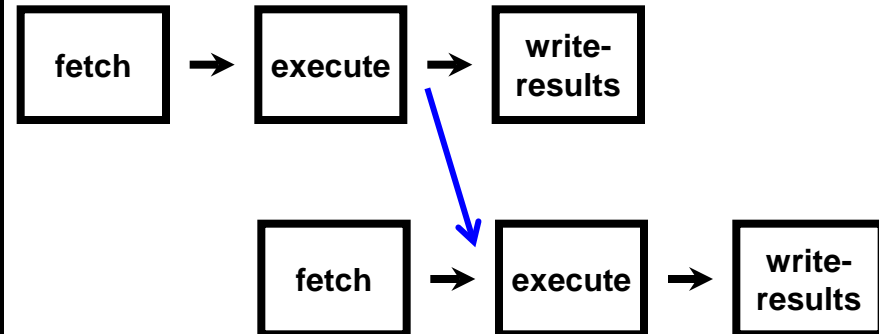 fetch
execute
write-
results
fetch
execute
write-
results